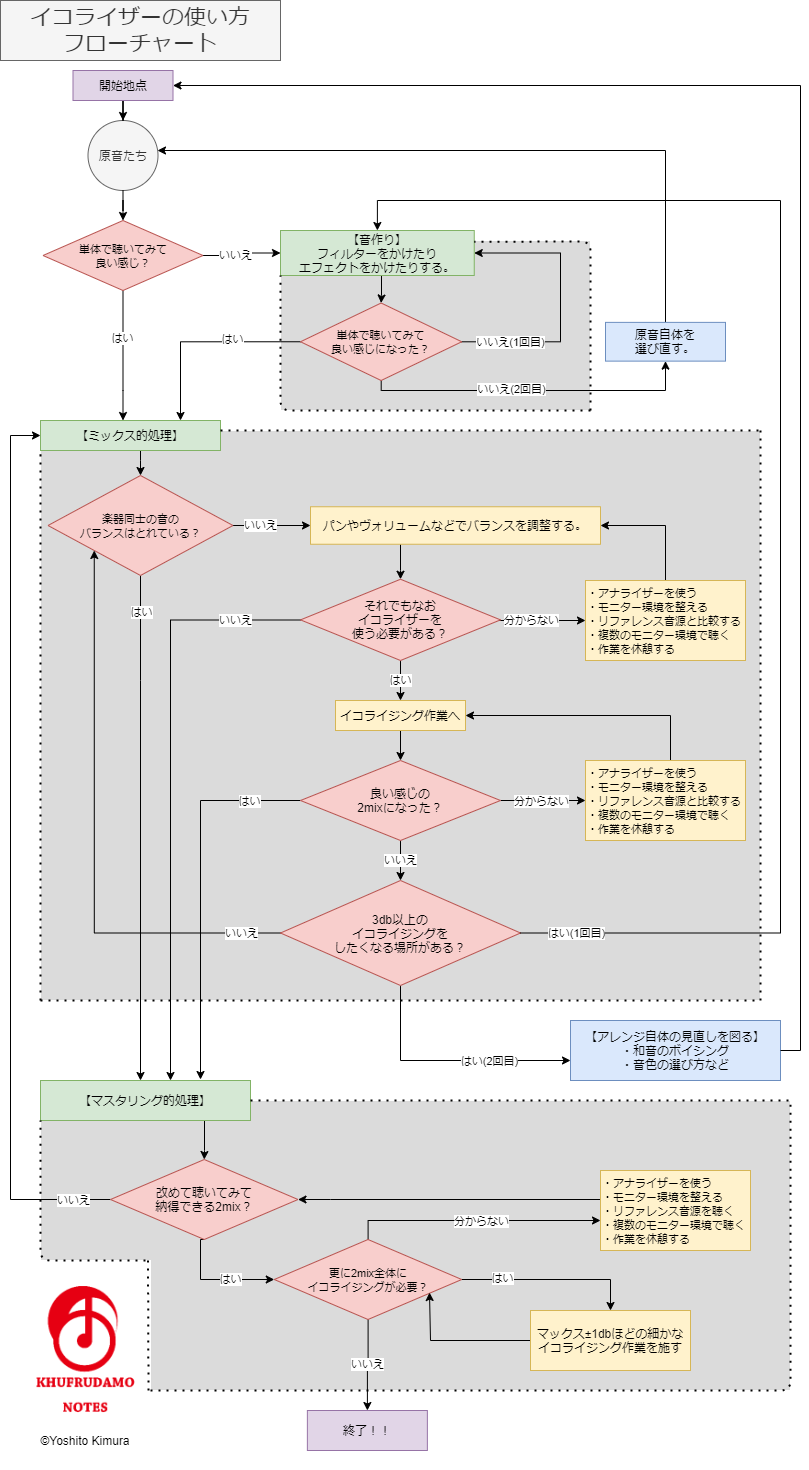 イコライザーの使い方
フローチャート
開始地点
原音たち
単体で聴いてみて
良い感じ？
いいえ
はい
【音作り】
フィルターをかけたり
エフェクトをかけたりする。
単体で聴いてみて
良い感じになった？
はい
いいえ(1回目)
いいえ(2回目)
原音自体を
選び直す。
【ミックス的処理】
楽器同士の音の
バランスはとれている？
いいえ
はい
パンやヴォリュームなどでバランスを調整する。
それでもなお
イコライザーを
使う必要がある？
いいえ
分からない
はい
・アナライザーを使う
・モニター環境を整える
・リファレンス音源と比較する
・複数のモニター環境で聴く
・作業を休憩する
イコライジング作業へ
良い感じの
2mixになった？
はい
分からない
いいえ
・アナライザーを使う
・モニター環境を整える
・リファレンス音源と比較する
・複数のモニター環境で聴く
・作業を休憩する
3db以上の
イコライジングを
したくなる場所がある？
いいえ
はい(1回目)
はい(2回目)
【アレンジ自体の見直しを図る】
・和音のボイシング
・音色の選び方など
【マスタリング的処理】
改めて聴いてみて
納得できる2mix？
いいえ
はい
・アナライザーを使う
・モニター環境を整える
・リファレンス音源を聴く
・複数のモニター環境で聴く
・作業を休憩する
分からない
更に2mix全体に
イコライジングが必要？
はい
いいえ
マックス±1dbほどの細かな
イコライジング作業を施す
終了！！
KHUFRUDAMO
NOTES
©Yoshito Kimura